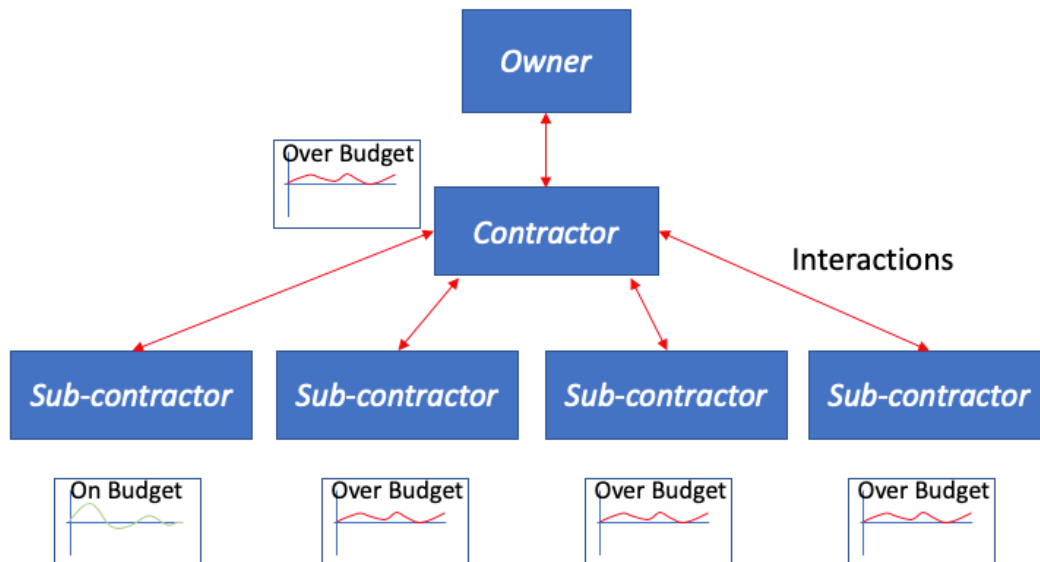 Owner
Over Budget
Contractor
Interactions
Sub-contractor
Sub-contractor
Sub-contractor
Sub-contractor
On Budget
Over Budget
Over Budget
Over Budget